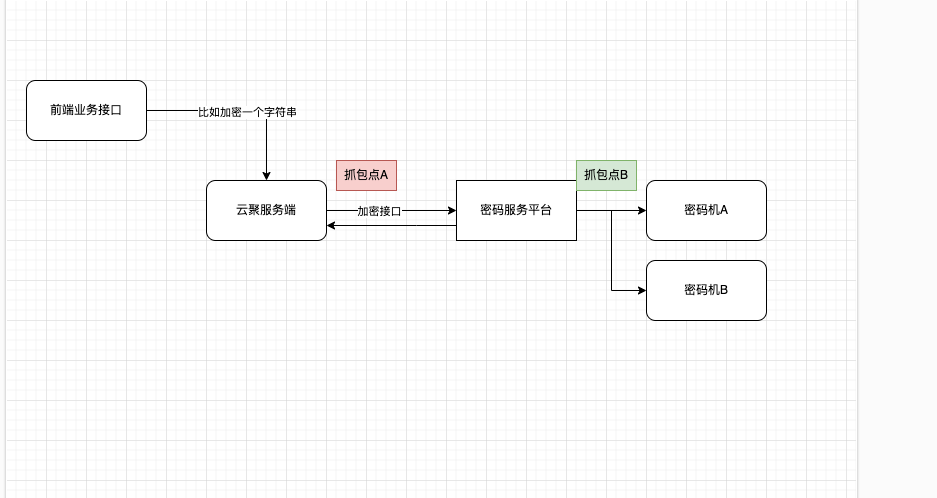 前端业务接口
比如加密一个字符串
抓包点A
抓包点B
云聚服务端
加密接口
密码服务平台
密码机A
密码机B